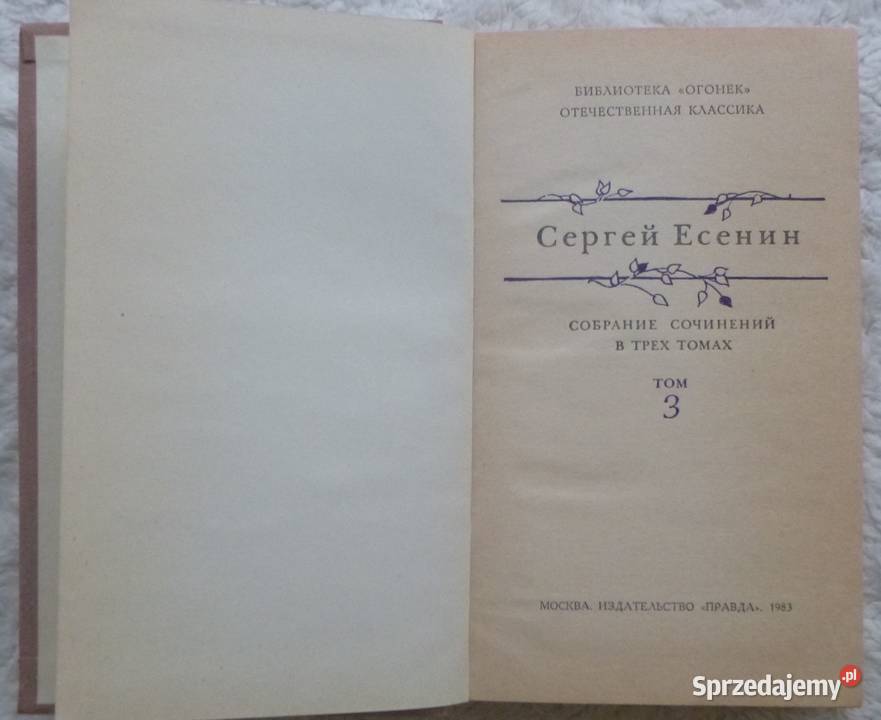 БИБЛИОТЕКА «ОГОНЕК»
ОТЕЧЕСТВЕННАЯ КЛАССИКА
Сергей Есенин
СОБРАНИЕ СОЧИНЕНИЙ
В ТРЕХ ТОМАХ
ТОМ
3
МОСКВА. ИЗДАТЕЛЬСТВО «ПРАВДА». 1983
Sprzedajemy.pl